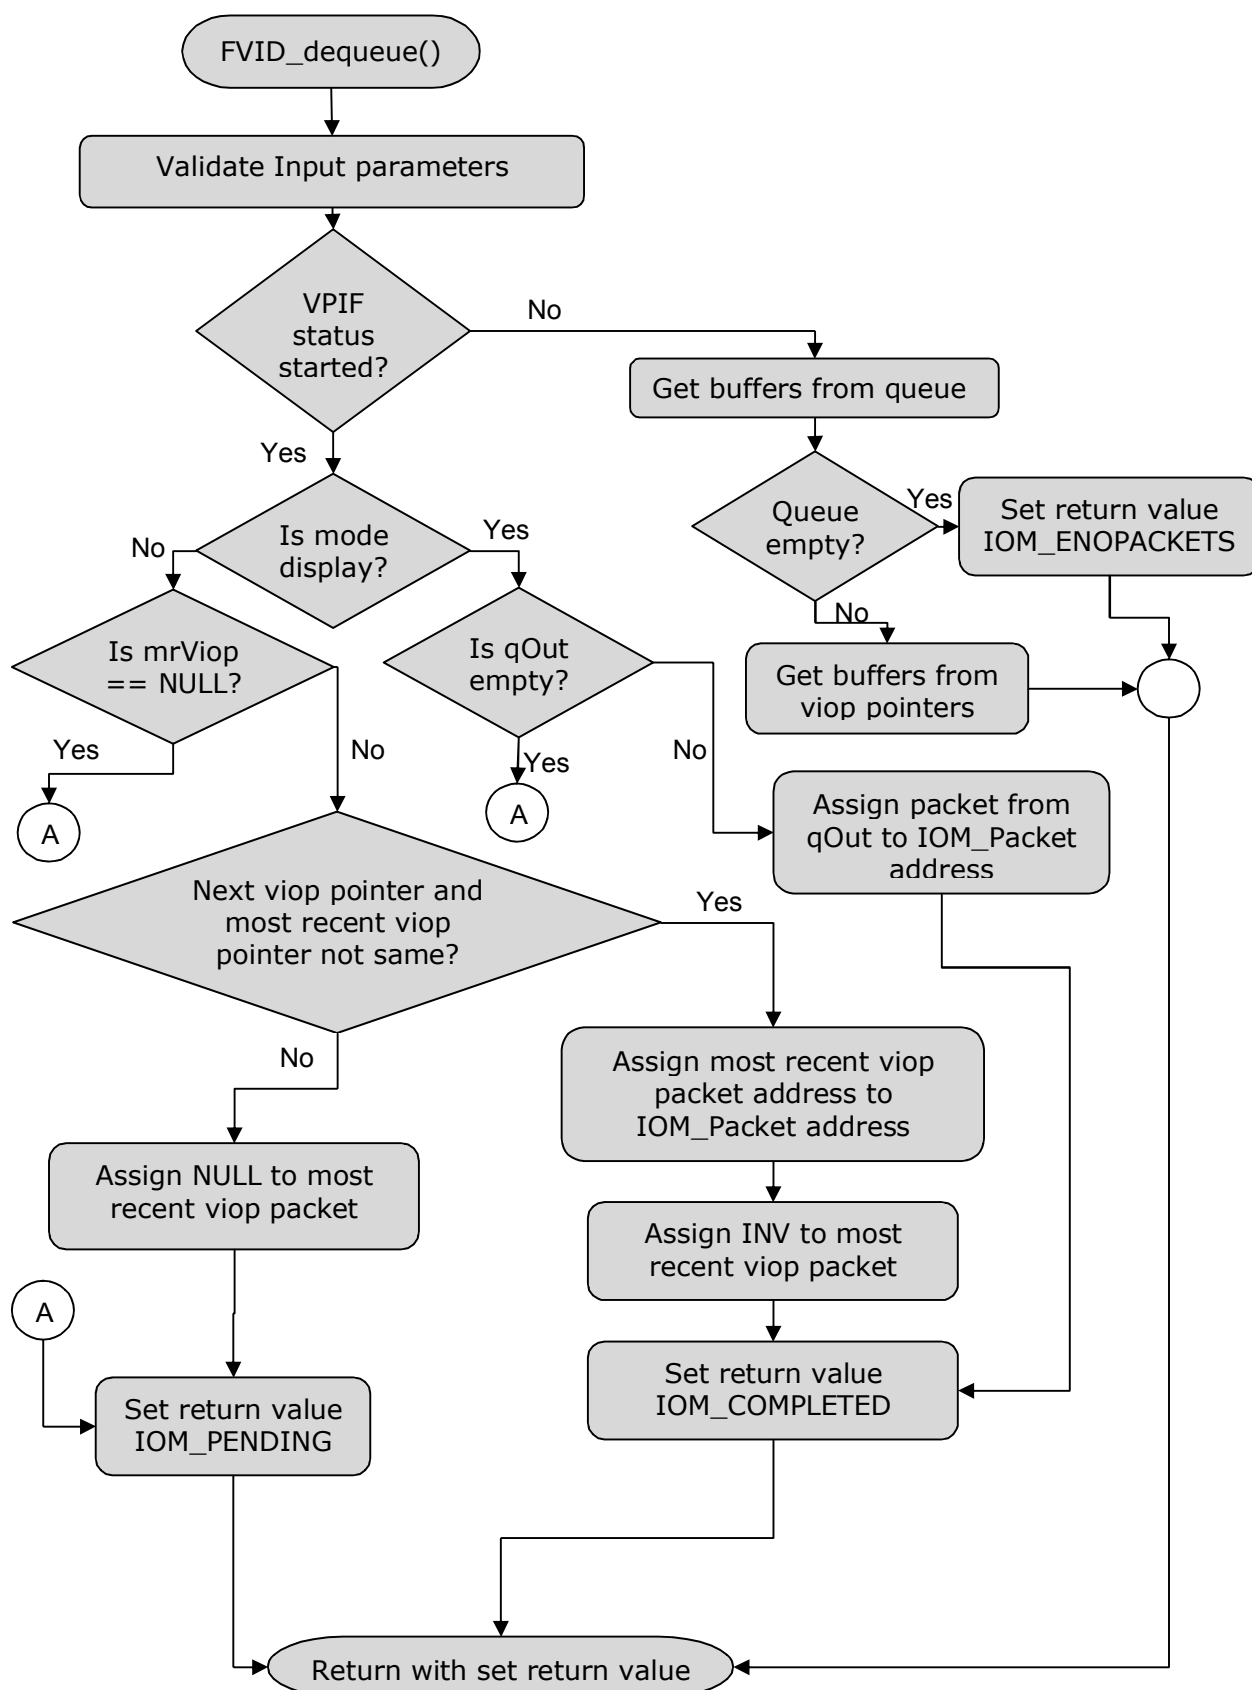 FVID_dequeue()
Validate Input parameters
VPIF
status
started?
No
Get buffers from queue
Yes
Queue
empty?
Yes
Set return value
IOM_ENOPACKETS
Is mode
display?
No
Yes
No
Is mrViop
== NULL?
Is qOut
empty?
Get buffers from
viop pointers
Yes
No
Yes
No
A
A
Assign packet from
qOut to IOM_Packet
address
Next viop pointer and
most recent viop
pointer not same?
Yes
No
Assign most recent viop
packet address to
IOM_Packet address
Assign NULL to most
recent viop packet
Assign INV to most
recent viop packet
A
Set return value
IOM_COMPLETED
Set return value
IOM_PENDING
Return with set return value